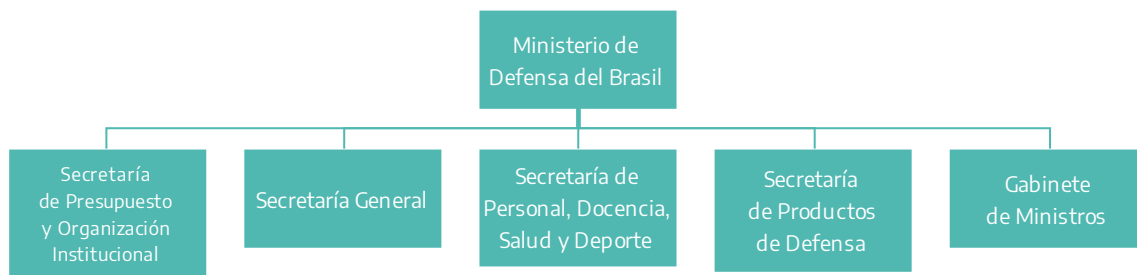 Ministerio de
Defensa del Brasil
Secretaría
de Presupuesto
y Organización
Institucional
Secretaría General
Secretaría de
Personal, Docencia,
Salud y Deporte
Secretaría
de Productos
de Defensa
Gabinete
de Ministros